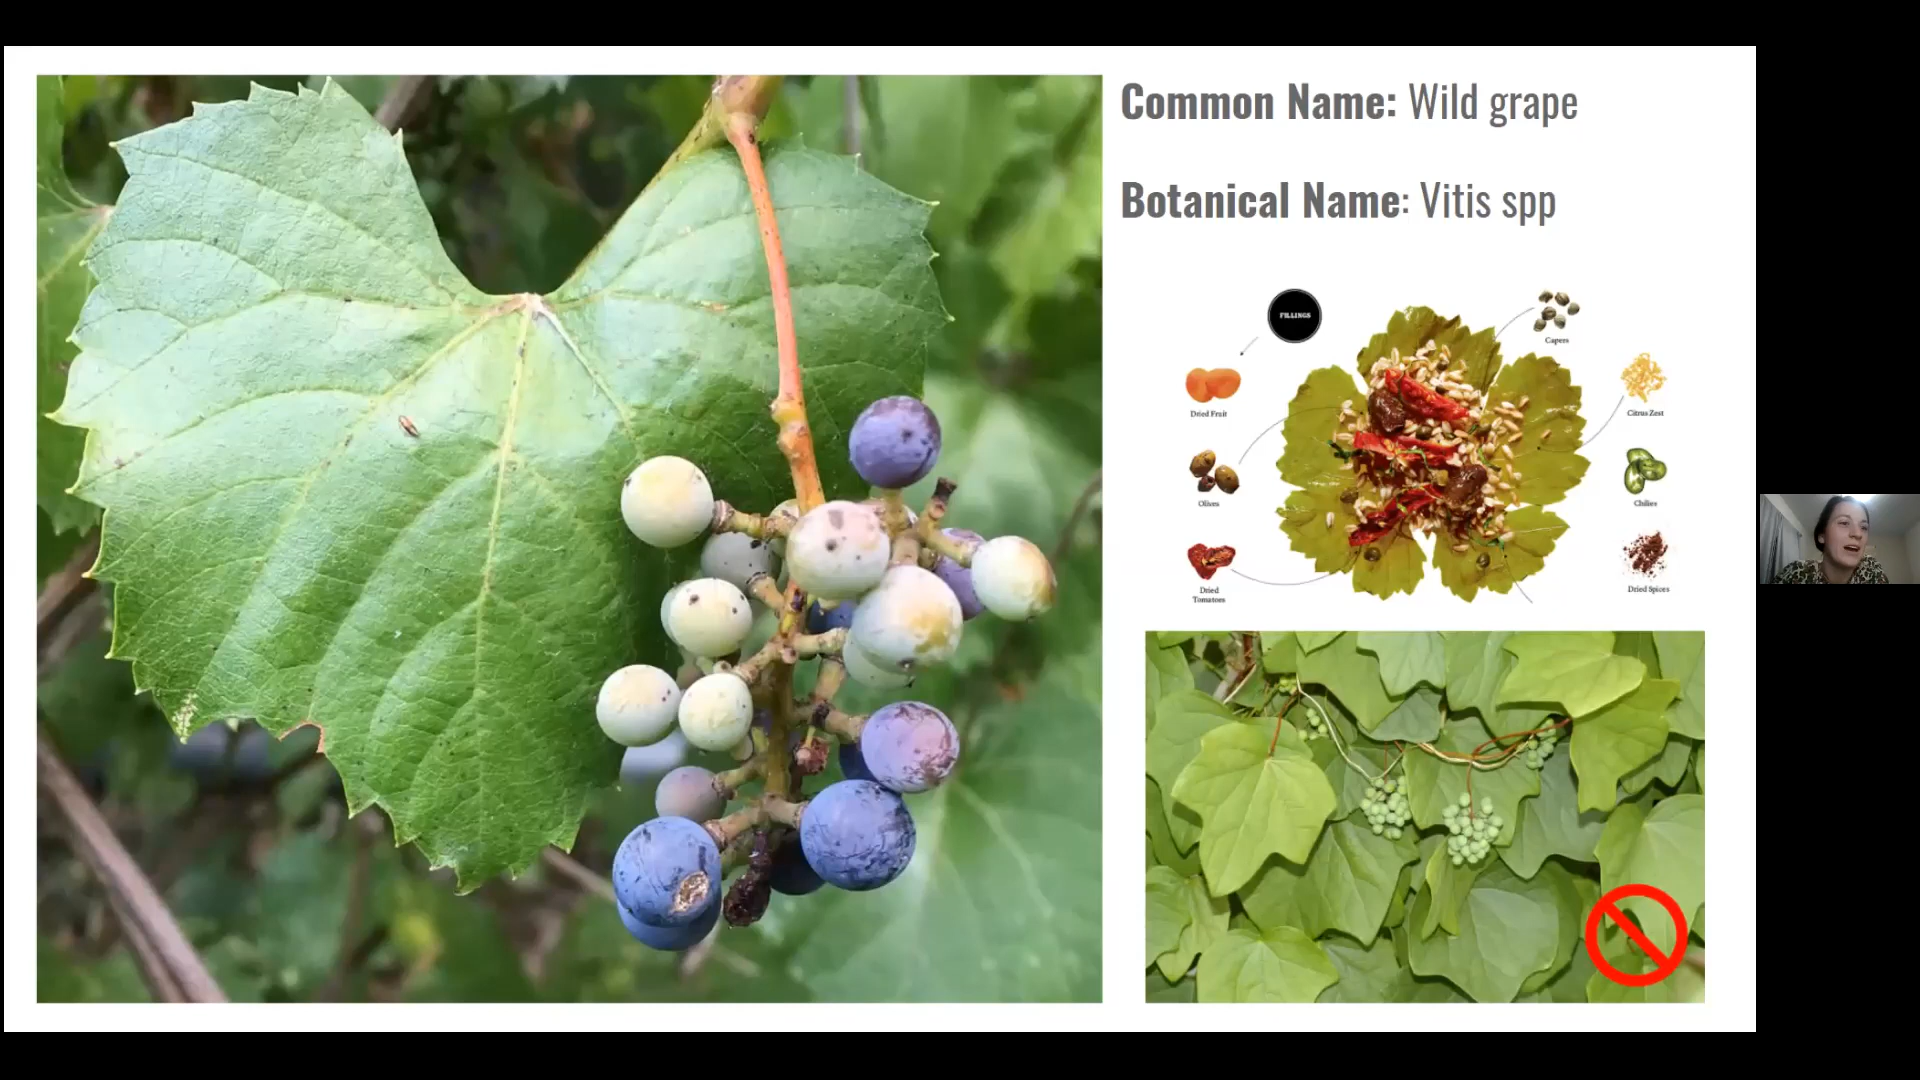 Common Name: Wild grape
Botanical Name: Vitis spp
FILLINGS
Capers
Dried Fruit
Citrus Zest
Olives
Chilies
Dried
Tomatoes
Dried Spices